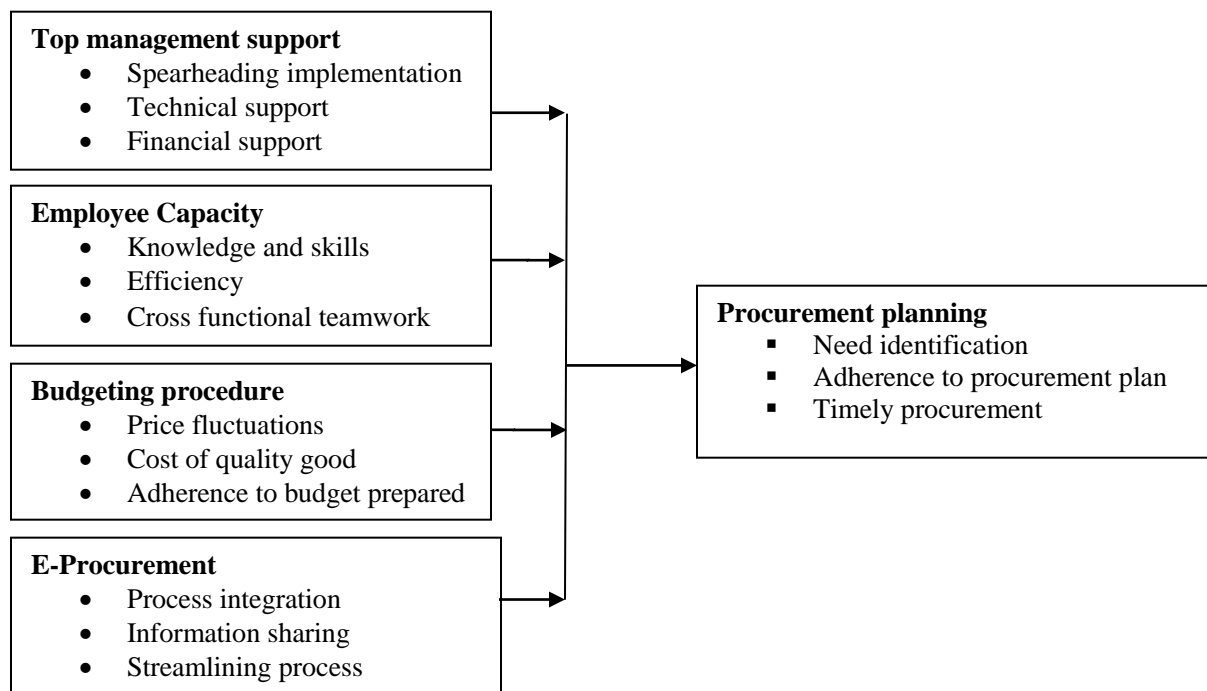 Top management support
• Spearheading implementation
• Technical support
• Financial support
Employee Capacity
• Knowledge and skills
• Efficiency
• Cross functional teamwork
Budgeting procedure
• Price fluctuations
• Cost of quality good
• Adherence to budget prepared
E-Procurement
• Process integration
• Information sharing
• Streamlining process
Procurement planning
▪ Need identification
▪ Adherence to procurement plan
▪ Timely procurement